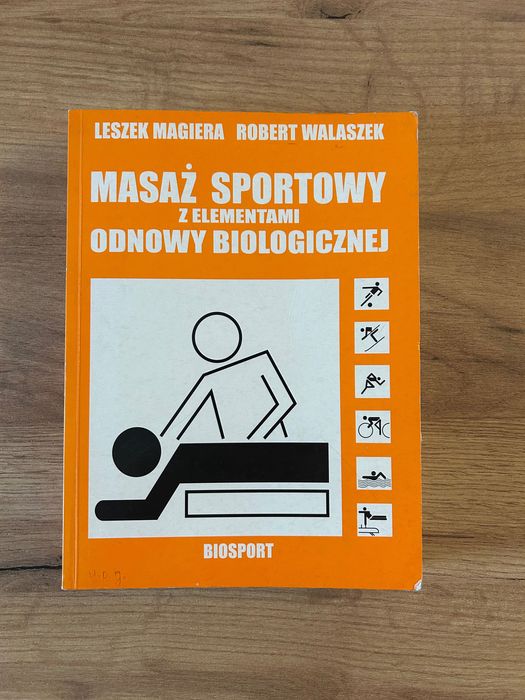 LESZEK MAGIERA ROBERT WALASZEK
MASAŻ SPORTOWY
Z ELEMENTAMI
ODNOWY BIOLOGICZNEJ
BIOSPORT